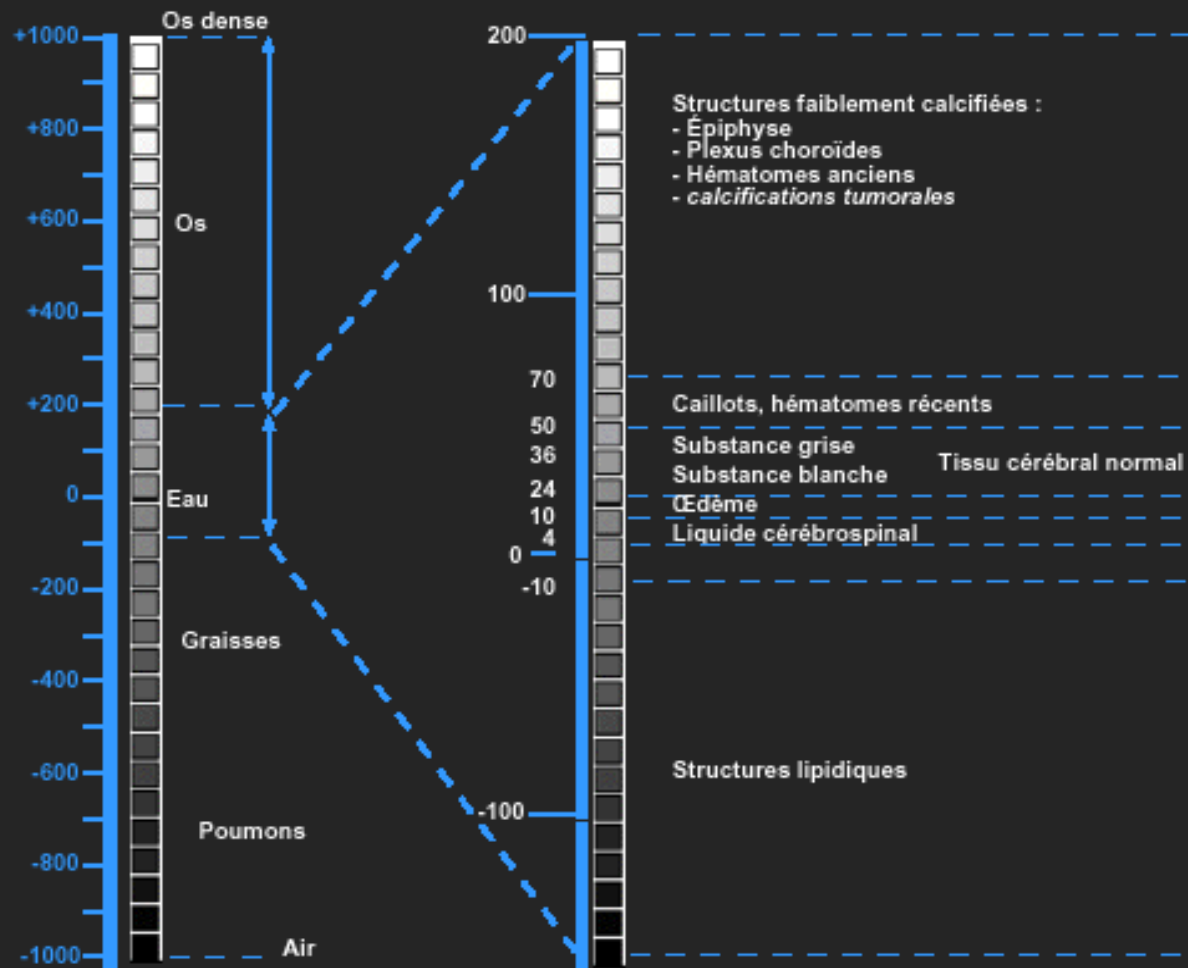 Os dense
+1000
+800
+600
Os
+400
+200
0
Eau
-200
Graisses
-400
-600
Poumons
-800
-1000
Air
200
100
70
50
36
24
10
4
0
-10
-100
Structures faiblement calcifiées :
- Épiphyse
- Plexus choroïdes
- Hématomes anciens
- calcifications tumorales
Caillots, hématomes récents
Substance grise
Substance blanche
Tissu cérébral normal
Œdème
Liquide cérébrospinal
Structures lipidiques